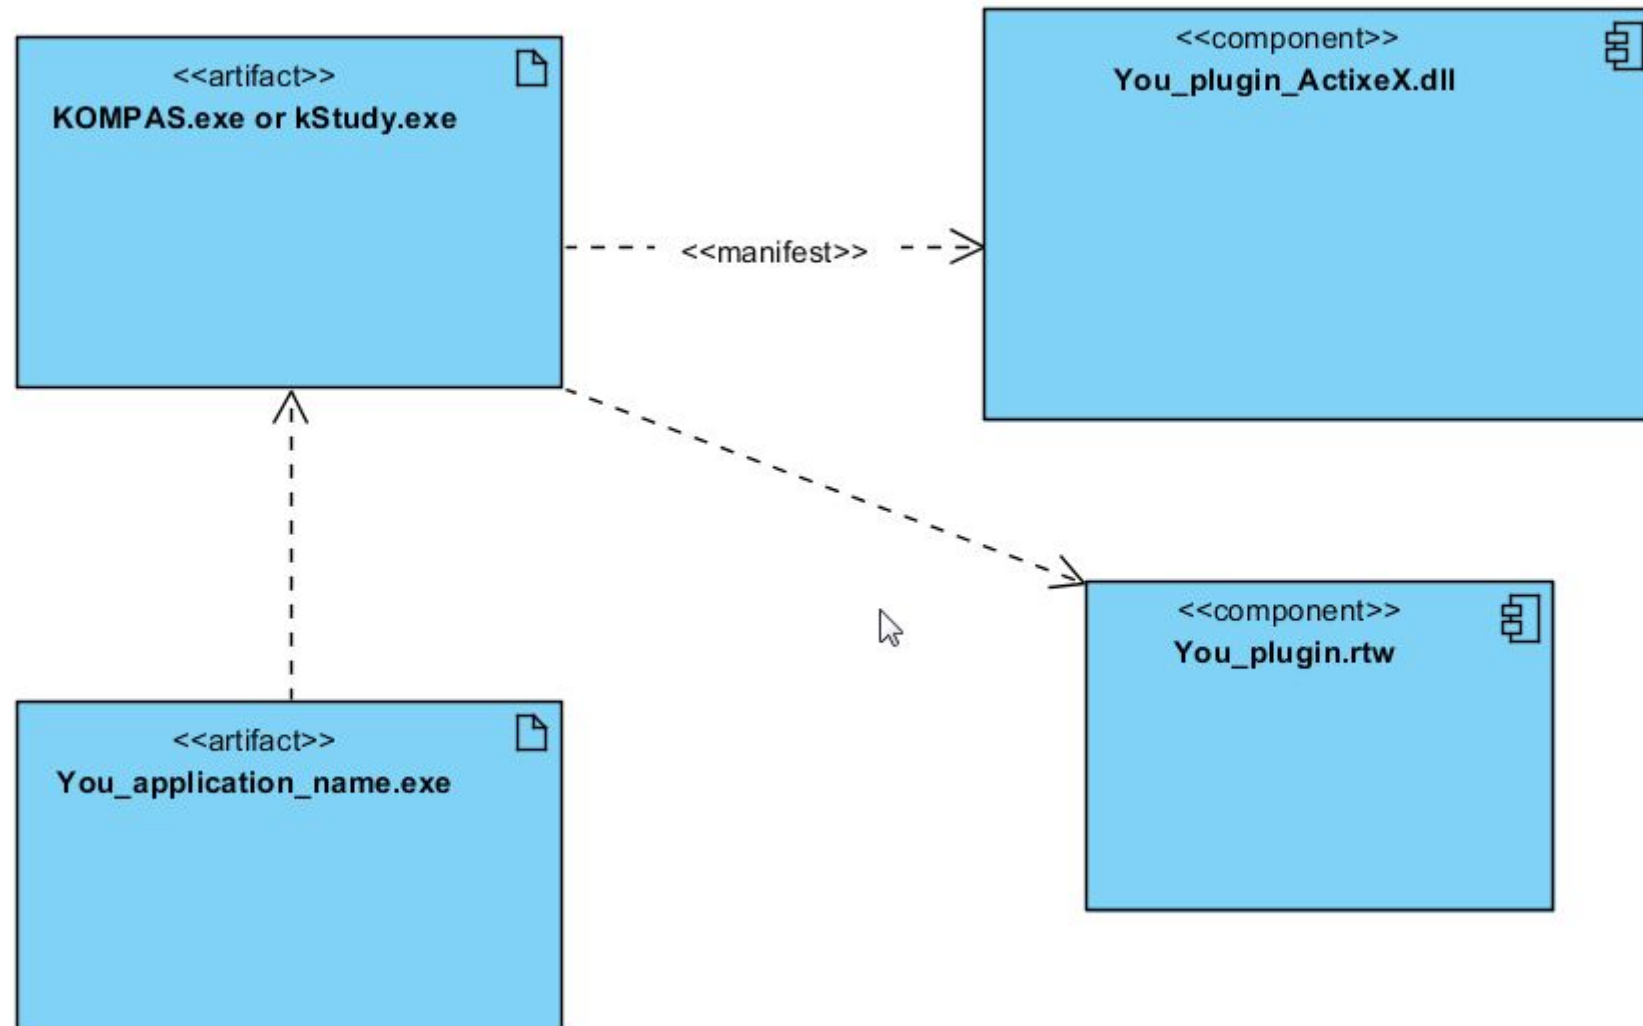 <<artifact>>
KOMPAS.exe or kStudy.exe
<<component>>
You_plugin_ActixeX.dll
<<manifest>>
<<component>>
You_plugin.rtw
<<artifact>>
You_application_name.exe